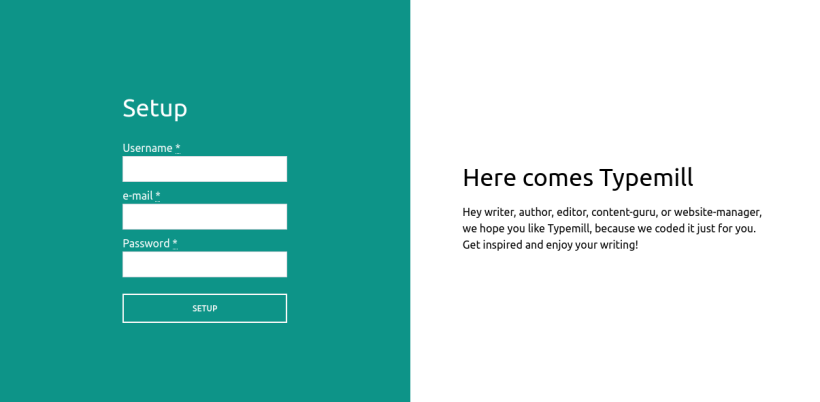 Setup
Username *
e-mail *
Password *
SETUP
Here comes Typemill
Hey writer, author, editor, content-guru, or website-manager,
we hope you like Typemill, because we coded it just for you.
Get inspired and enjoy your writing!